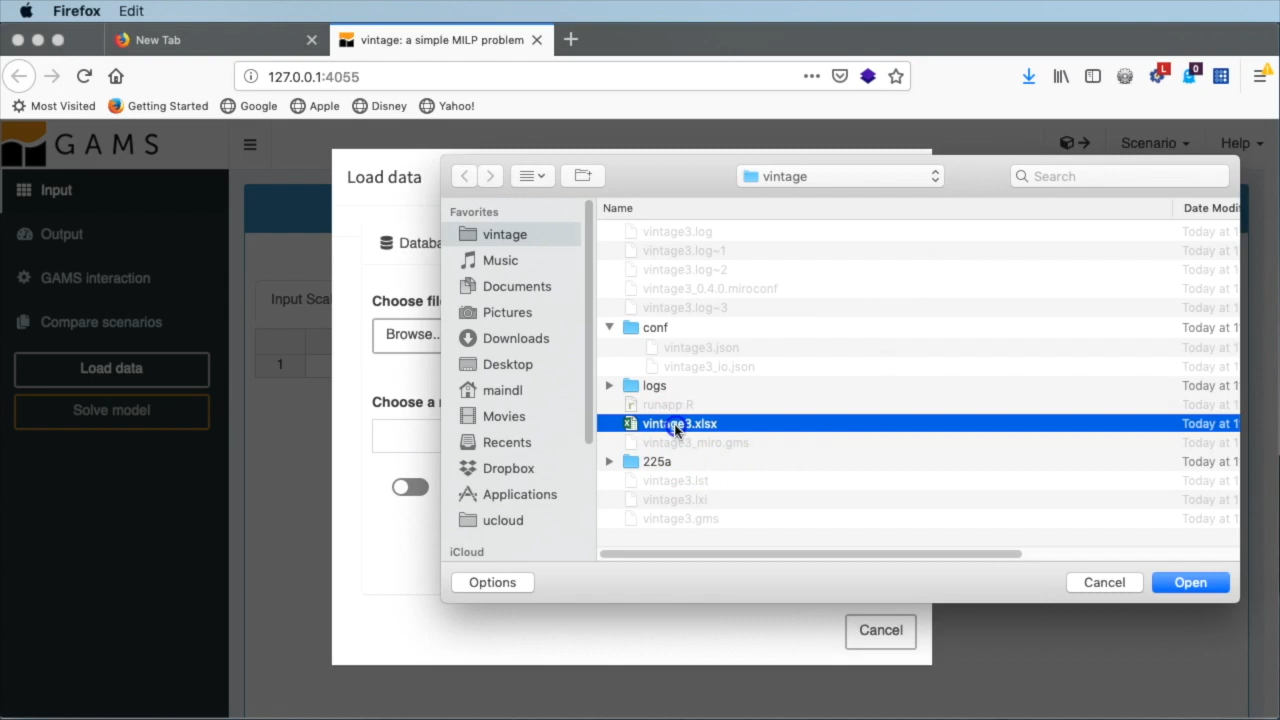 Firefox Edit
New Tab
vintage: a simple MILP problem
127.0.0.1:4055
L
0
Most Visited
Getting Started
Google
Apple
Disney
Yahoo!
GAMS
Scenario
Help
Input
Output
GAMS interaction
Compare scenarios
Load data
Solve model
Load data
Databa
Choose fil
Browse..
Choose a
Cancel
vintage
Search
Favorites
vintage
Music
Documents
Pictures
Downloads
Desktop
maindl
Movies
Recents
Dropbox
Applications
ucloud
iCloud
Name
Date Modi
vintage3.log
Today at 1
vintage3.log~1
Today at 1
vintage3.log~2
Today at 1
vintage3_0.4.0.miroconf
Today at 1
vintage3.log~3
Today at 1
conf
Today at 1
vintage3.json
Today at 1
vintage3_io.json
Today at 1
logs
Today at 1
runapp.R
Today at 1
vintage3.xlsx
Today at 1
vintage3_miro.gms
Today at 1
225a
Today at 1
vintage3.lst
Today at 1
vintage3.lxi
Today at 1
vintage3.gms
Today at 1
Options
Cancel
Open
Input Scal
1